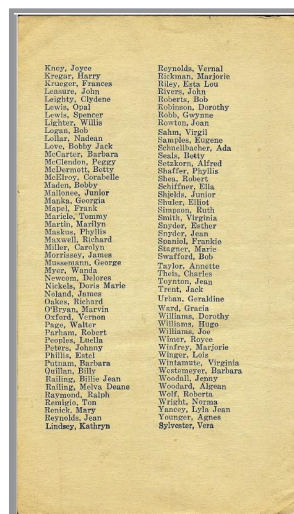 Knoy, Joyce
Kregar, Harry
Krueger, Frances
Leasure, John
Leighty, Clydene
Lewis, Opal
Lewis, Spencer
Lighter, Willis
Logan, Bob
Lollar, Nadean
Love, Bobby Jack
McCarter, Barbara
McClendon, Peggy
McDermott, Botty
McElroy, Corabelle
Maden, Bobby
Mallonee, Junior
Manka, Georgia
Mapel, Frank
Maricle, Tommy
Martin, Marilyn
Maskus, Phyllis
Maxwell, Richard
Miller, Carolyn
Morrissey, James
Mussemann, George
Myer, Wanda
Newcom, Delores
Nickels, Doris Marie
Noland, James
Oakes, Richard
O'Bryan, Marvin
Oxford, Vernon
Page, Walter
Parham, Robert
Peoples, Luella
Peters, Johnny
Phillis, Estel
Putnam, Barbara
Quillan, Billy
Railing, Billie Jean
Railing, Melva Deane
Raymond, Ralph
Remigio, Ton
Renick, Mary
Reynolds, Jean
Lindsey, Kathryn
Reynolds, Vernal
Rickman, Marjorie
Riley, Esta Lou
Rivers, John
Roberts, Bob
Robinson, Dorothy
Robb, Gwynne
Rowton, Joan
Sahm, Virgil
Samples, Eugene
Schnellbacher, Ada
Seals, Betty
Setzkorn, Alfred
Shaffer, Phyllis
Shea, Robert
Schiffner, Ella
Shields, Junior
Shuler, Elliot
Simpson, Ruth
Smith, Virginia
Snyder, Esther
Snyder, Jean
Spaniol, Frankie
Stagner, Marie
Swafford, Bob
Taylor, Annette
Theis, Charles
Toynton, Jean
Trent, Jack
Urban, Geraldine
Ward, Gracia
Williams, Dorothy
Williams, Hugo
Williams, Joe
Wimer, Royce
Winfrey, Marjorie
Winger, Lois
Wintamute, Virginia
Westemeyer, Barbara
Woodall, Jenny
Woodard, Algean
Wolf, Roberta
Wright, Norma
Yancey, Lyla Jean
Younger, Agnes
Sylvester, Vera